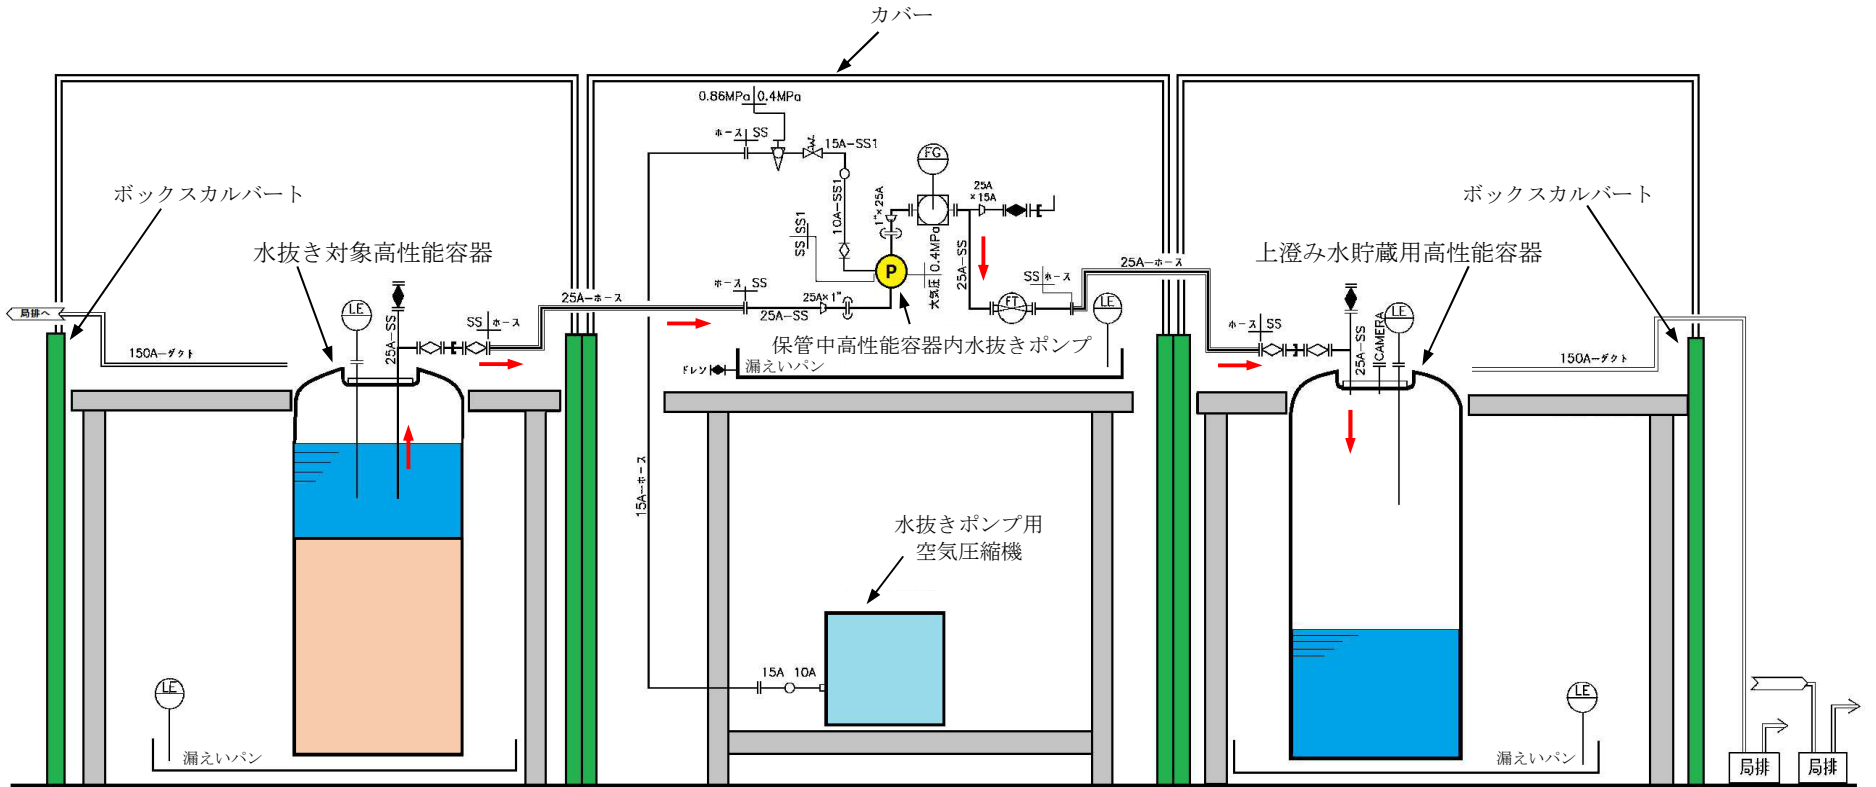 カバー
0.86MPa 0.4MPa
ホース SS
15A-SS1
FG
ボックスカルバート
ボックスカルバート
10A-SS1
SS SS1
1"×25A
25A
×15A
水抜き対象高性能容器
上澄み水貯蔵用高性能容器
P
大気圧 0.4MPa
25A-SS
25A-ホース
25A-ホース
ホース SS
25A×1"
25A-SS
SS ホース
FT
LE
局排へ
LE
25A-SS
SS ホース
LE
ホース SS
25A-SS
CAMERA
150A-ダクト
150A-ダクト
保管中高性能容器内水抜きポンプ
ドレン
漏えいパン
15A-ホース
水抜きポンプ用
空気圧縮機
15A 10A
LE
漏えいパン
LE
漏えいパン
局排
局排